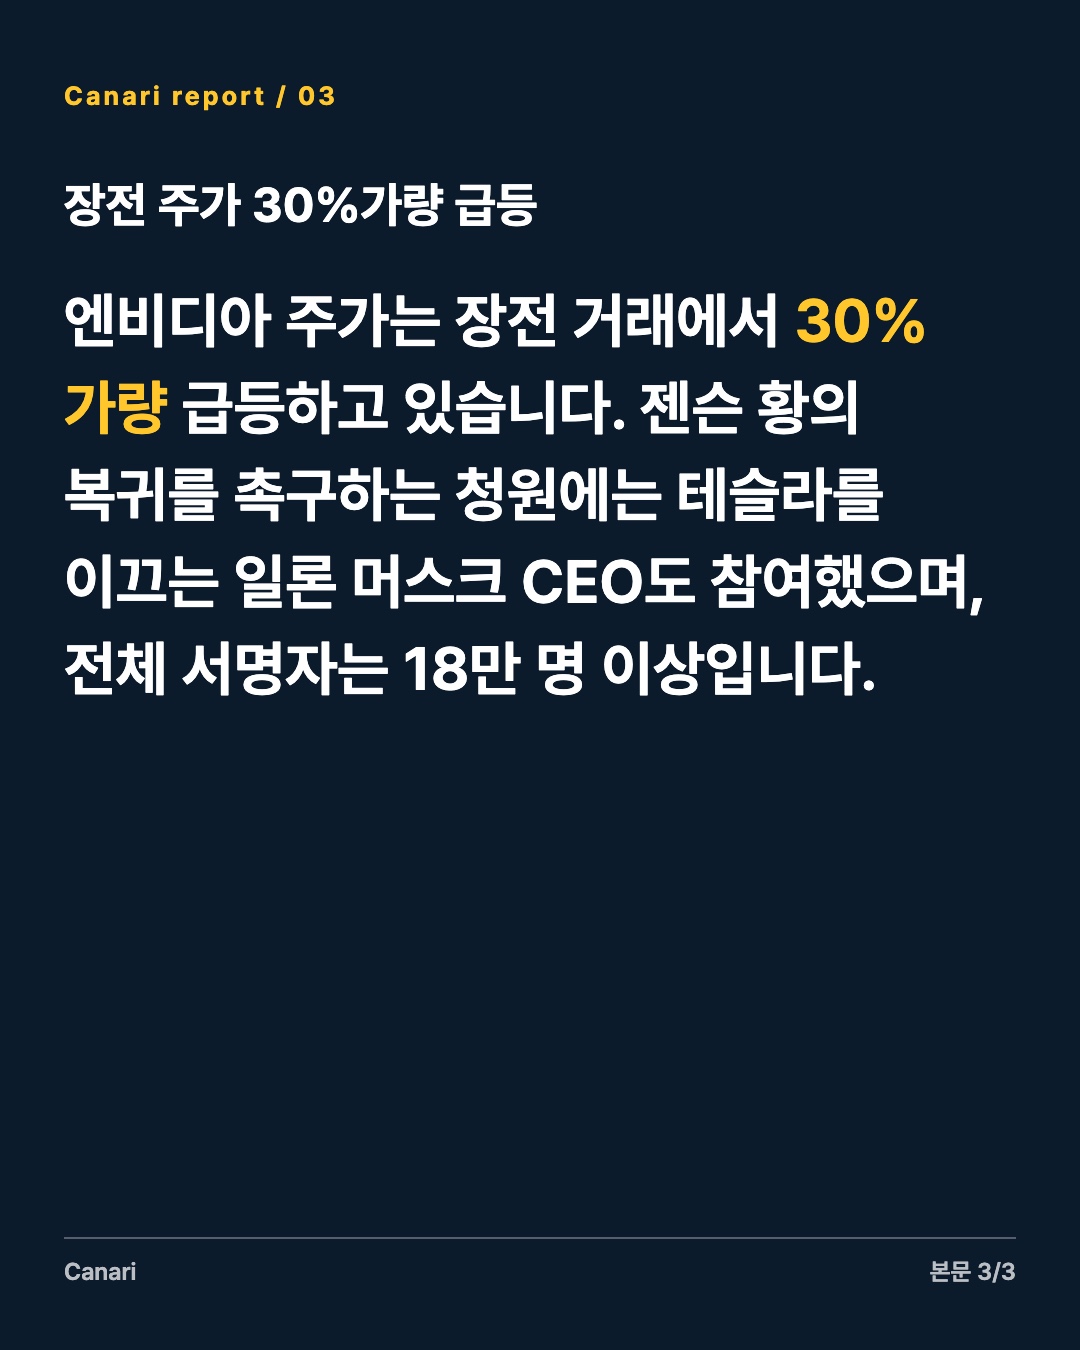 Canari report / 03
장전 주가 30%가량 급등
엔비디아 주가는 장전 거래에서 30%
가량 급등하고 있습니다. 젠슨 황의
복귀를 촉구하는 청원에는 테슬라를
이끄는 일론 머스크 CEO도 참여했으며,
전체 서명자는 18만 명 이상입니다.
Canari
본문 3/3